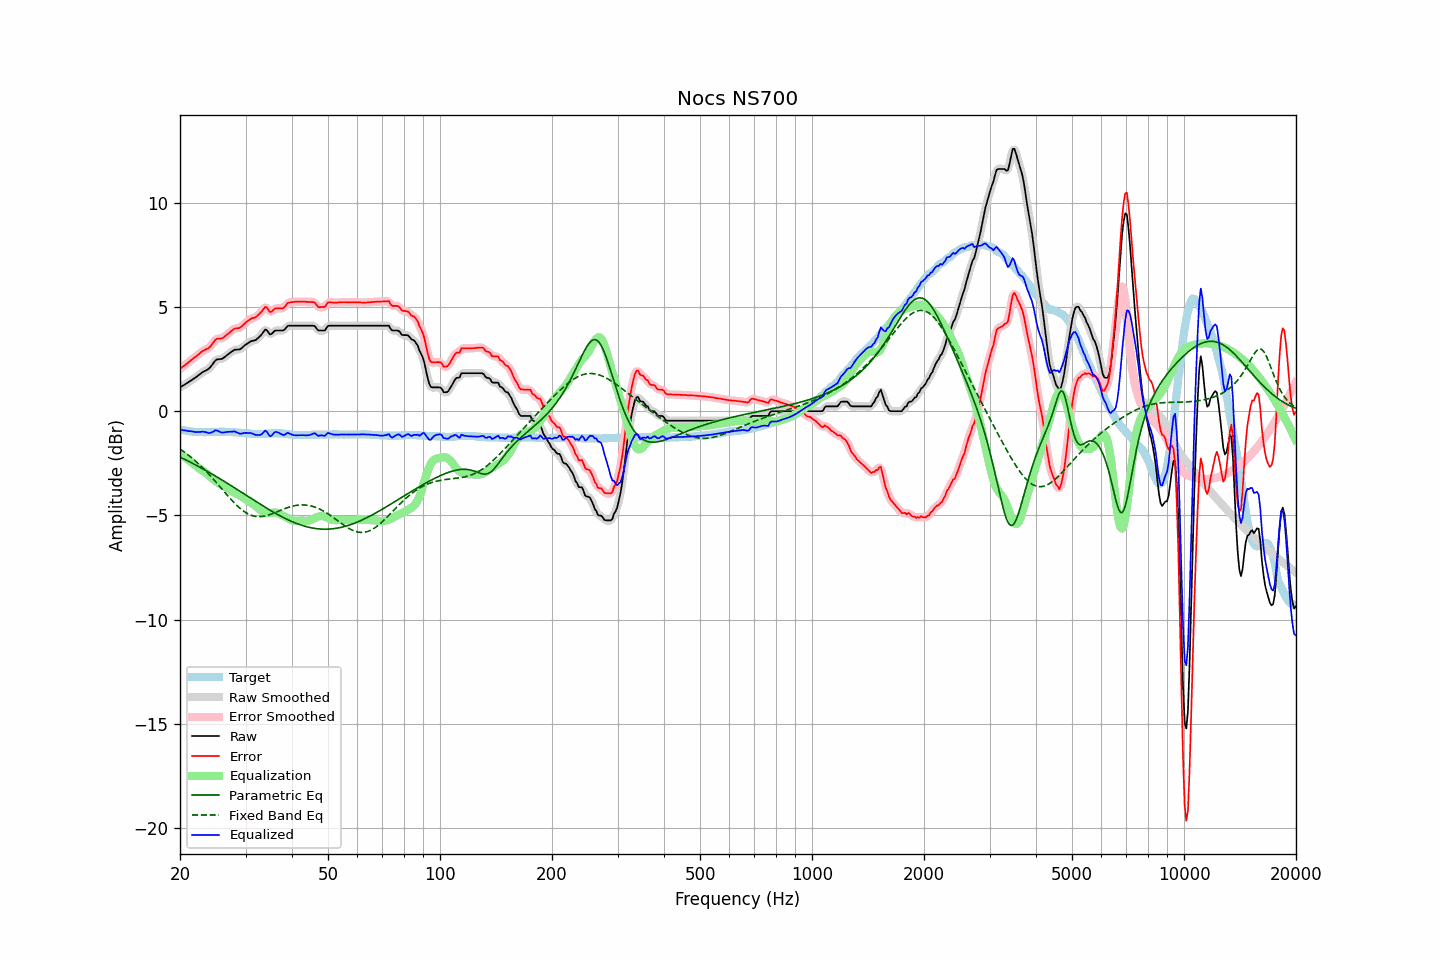 Nocs NS700
Amplitude (dBr)
10
5
0
−5
−10
−15
−20
Target
Raw Smoothed
Error Smoothed
Raw
Error
Equalization
Parametric Eq
Fixed Band Eq
Equalized
20 50 100 200 500 1000 2000 5000 10000 20000
Frequency (Hz)